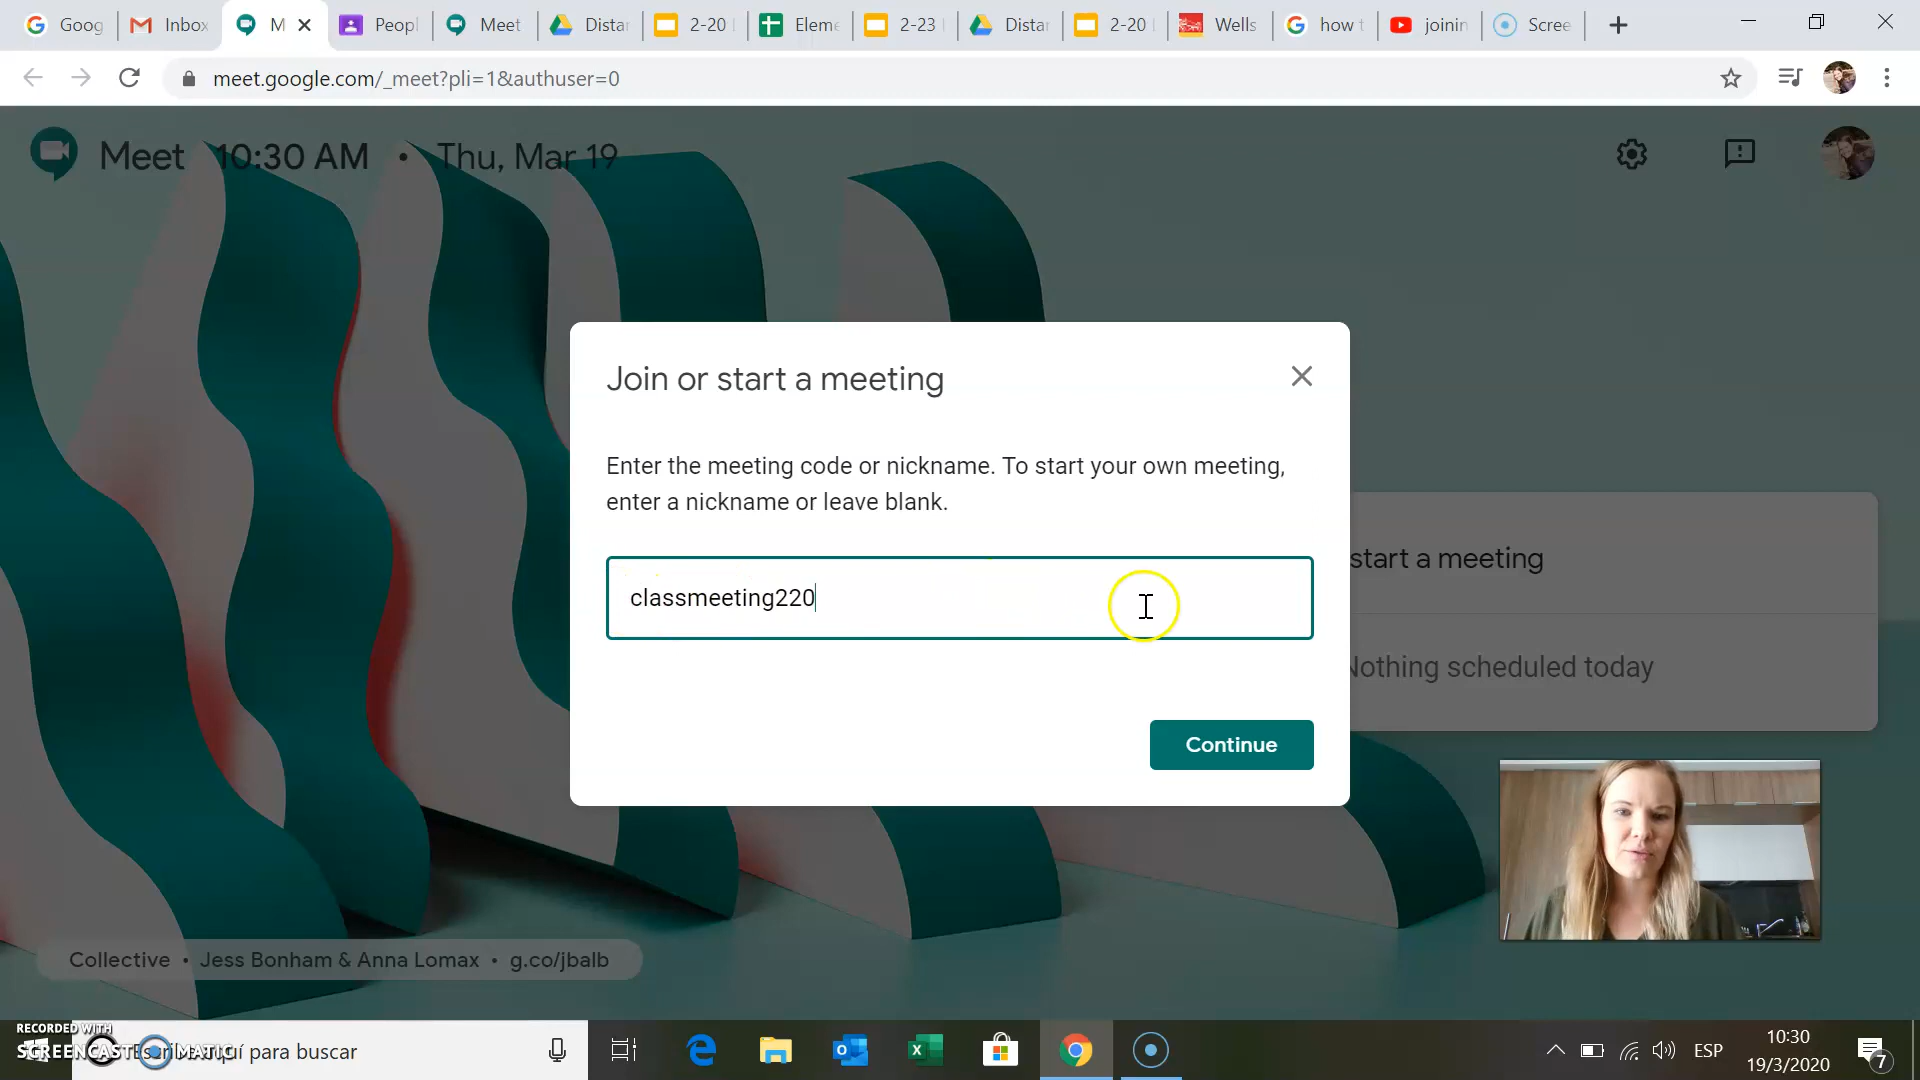 Goog
Inbox
M
Peopl
Meet
Distar
2-20
Eleme
2-23
Distar
2-20
Wells
how t
joinin
Scree
meet.google.com/_meet?pli=1&authuser=0
Meet 10:30 AM • Thu, Mar 19
Join or start a meeting
Enter the meeting code or nickname. To start your own meeting,
enter a nickname or leave blank.
start a meeting
classmeeting220
Nothing scheduled today
Continue
Collective • Jess Bonham & Anna Lomax • g.co/jbalb
RECORDED WITH
SCREENCAST MATIC
aquí para buscar
ESP
10:30
19/3/2020
7